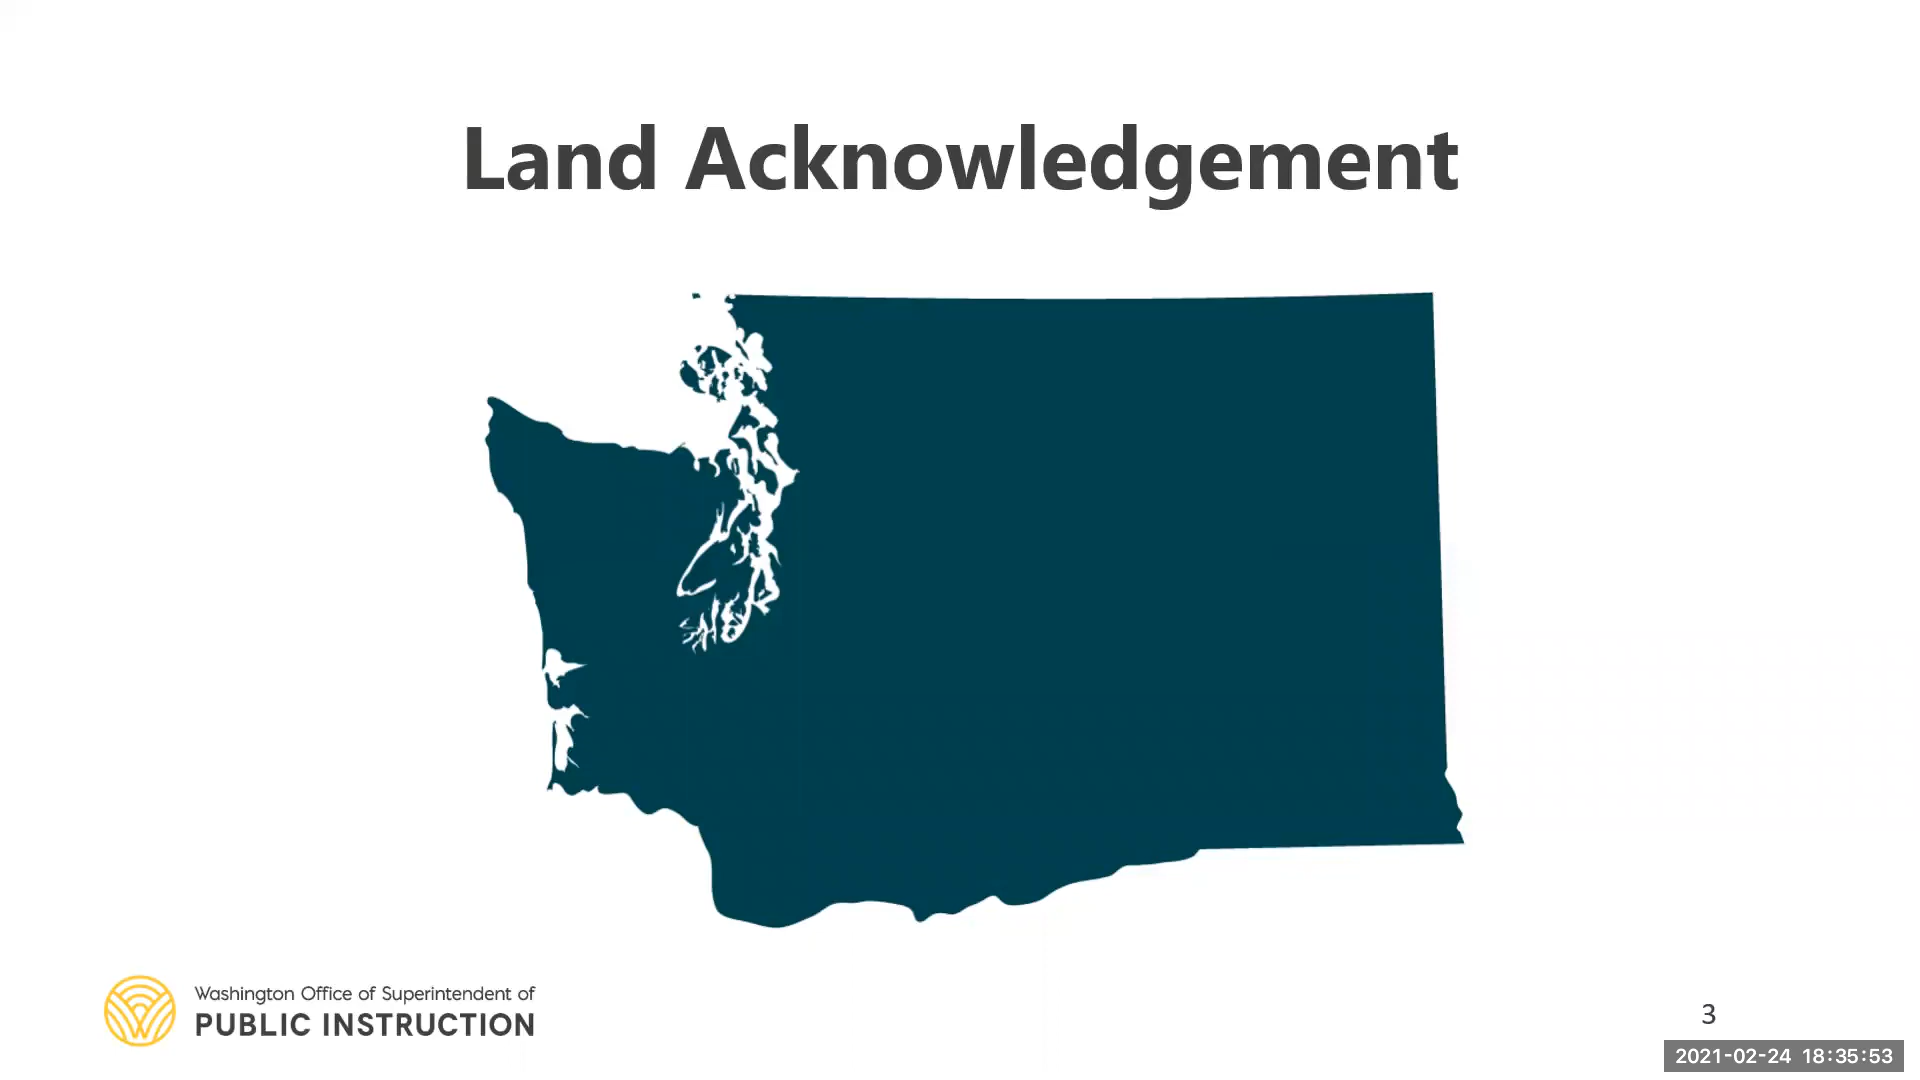 Land Acknowledgement
Washington Office of Superintendent of
PUBLIC INSTRUCTION
3
2021-02-24 18:35:53